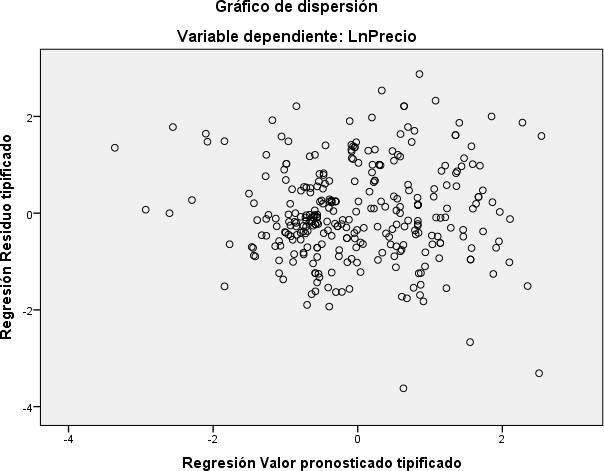 Gráfico de dispersión
Variable dependiente: LnPrecio
Regresión Residuo tipificado
2
0
-2
-4
-4
-2
0
2
Regresión Valor pronosticado tipificado